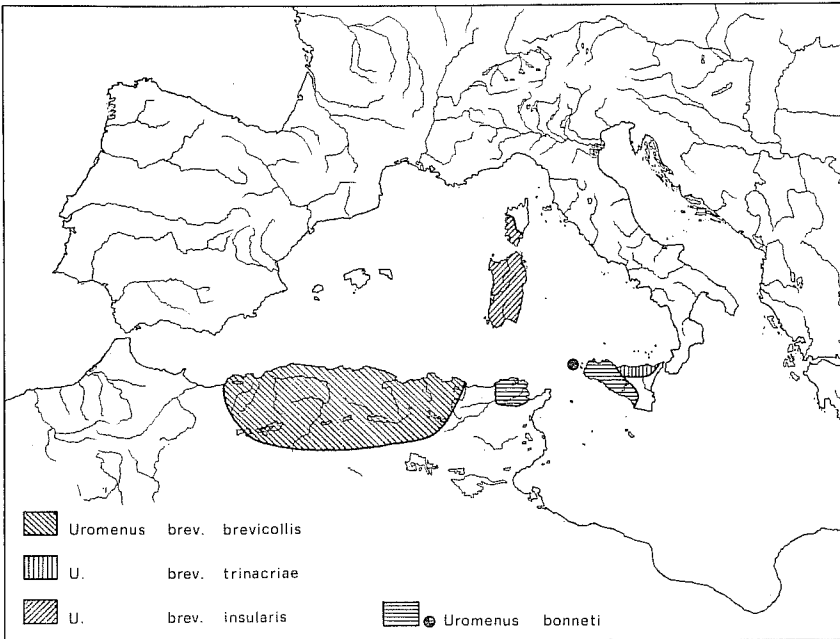 Uromenus brev. brevicollis
U. brev. trinacriae
U. brev. insularis
Uromenus bonneti